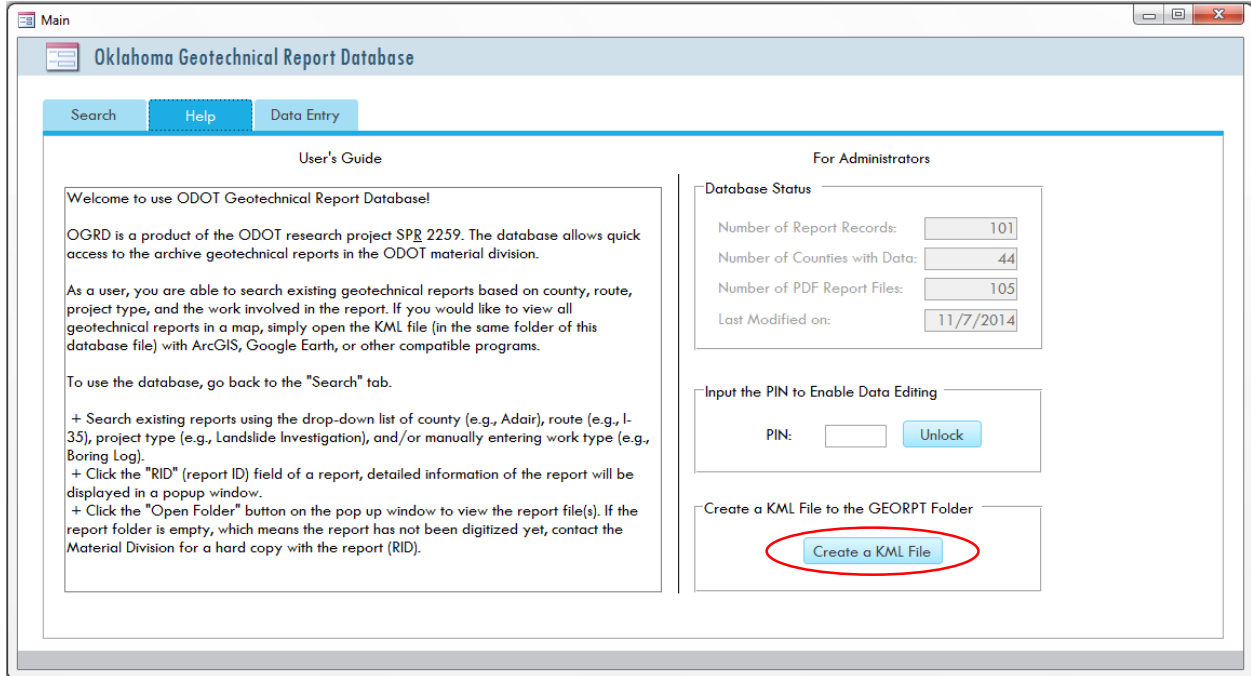 Main
Oklahoma Geotechnical Report Database
Search Help Data Entry
User's Guide
Welcome to use ODOT Geotechnical Report Database!
OGRD is a product of the ODOT research project SPR 2259. The database allows quick
access to the archive geotechnical reports in the ODOT material division.
As a user, you are able to search existing geotechnical reports based on county, route,
project type, and the work involved in the report. If you would like to view all
geotechnical reports in a map, simply open the KML file (in the same folder of this
database file) with ArcGIS, Google Earth, or other compatible programs.
To use the database, go back to the "Search" tab.
+ Search existing reports using the drop-down list of county (e.g., Adair), route (e.g., I-
35), project type (e.g., Landslide Investigation), and/or manually entering work type (e.g.,
Boring Log).
+ Click the "RID" (report ID) field of a report, detailed information of the report will be
displayed in a popup window.
+ Click the "Open Folder" button on the pop up window to view the report file(s). If the
report folder is empty, which means the report has not been digitized yet, contact the
Material Division for a hard copy with the report (RID).
For Administrators
Database Status
Number of Report Records: 101
Number of Counties with Data: 44
Number of PDF Report Files: 105
Last Modified on: 11/7/2014
Input the PIN to Enable Data Editing
PIN: Unlock
Create a KML File to the GEORPT Folder
Create a KML File